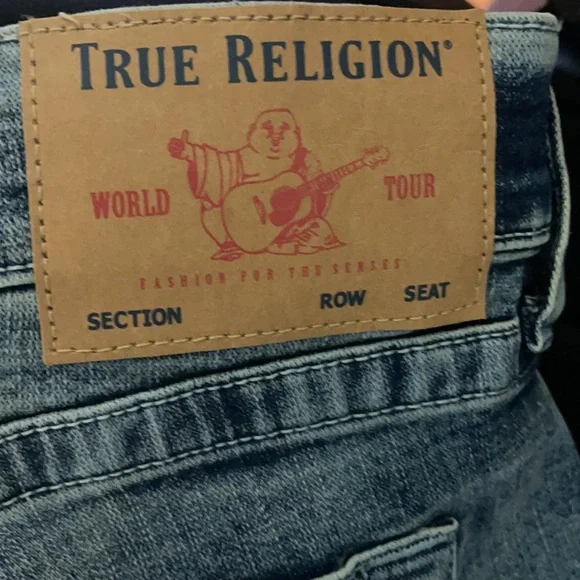 TRUE RELIGION®
WORLD TOUR
FASHION FOR THE SENSES
SECTION ROW SEAT